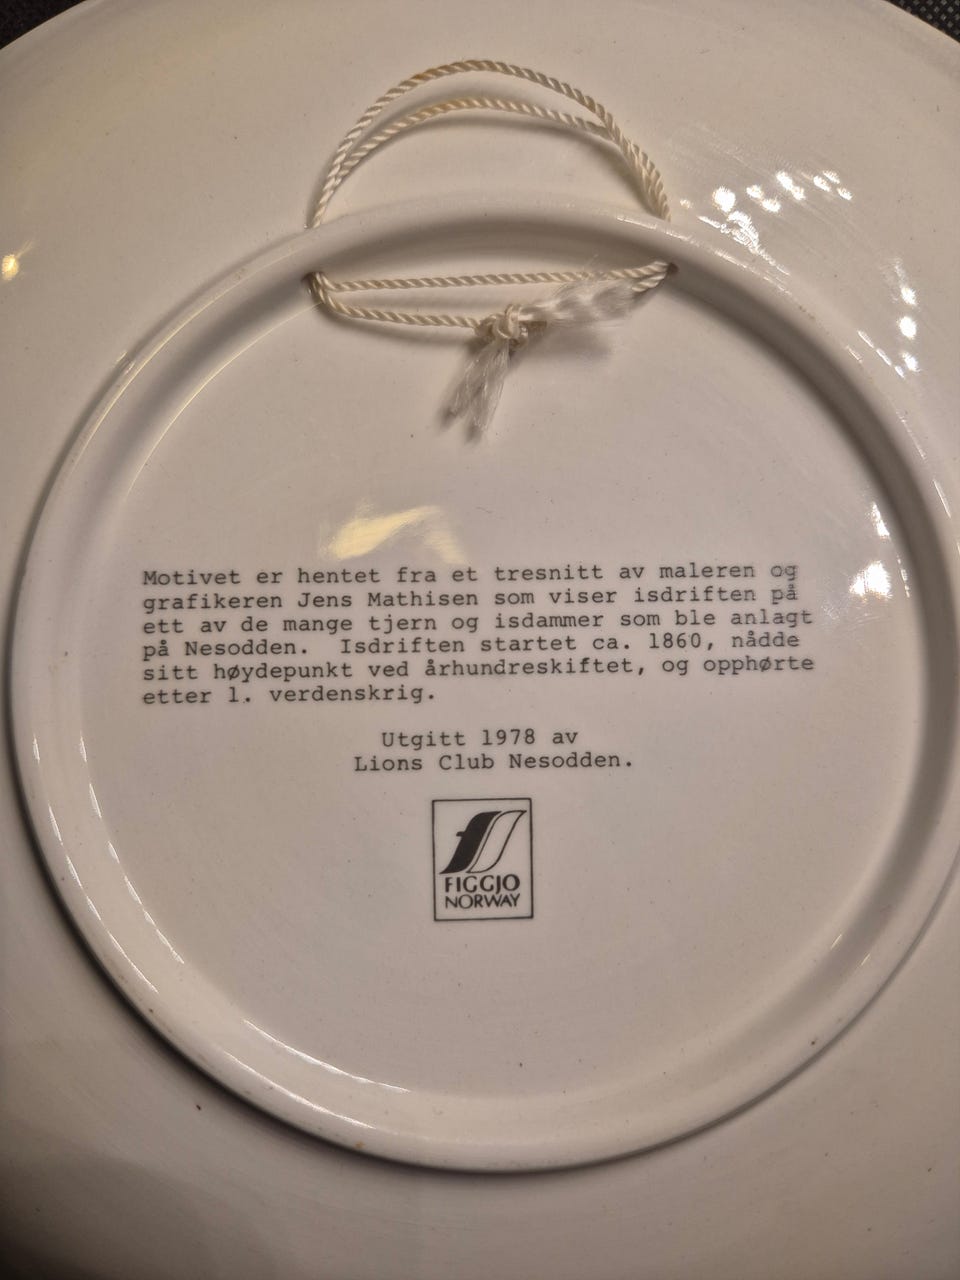 Motivet er hentet fra et tresnitt av maleren og
grafikeren Jens Mathisen som viser isdriften på
ett av de mange tjern og isdammer som ble anlagt
på Nesodden.  Isdriften startet ca. 1860, nådde
sitt høydepunkt ved århundreskiftet, og opphørte
etter 1. verdenskrig.
Utgitt 1978 av
Lions Club Nesodden.
FIGGJO
NORWAY